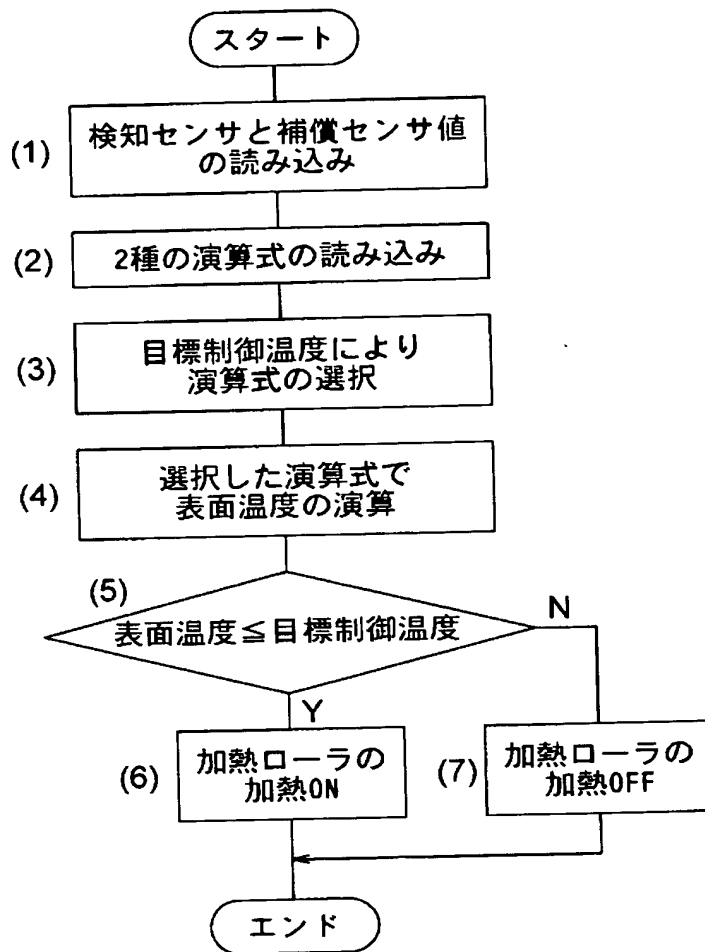 スタート
(1)
検知センサと補償センサ値
の読み込み
(2)
2種の演算式の読み込み
(3)
目標制御温度により
演算式の選択
(4)
選択した演算式で
表面温度の演算
(5)
表面温度≦目標制御温度
N
Y
(6)
加熱ローラの
加熱ON
(7)
加熱ローラの
加熱OFF
エンド